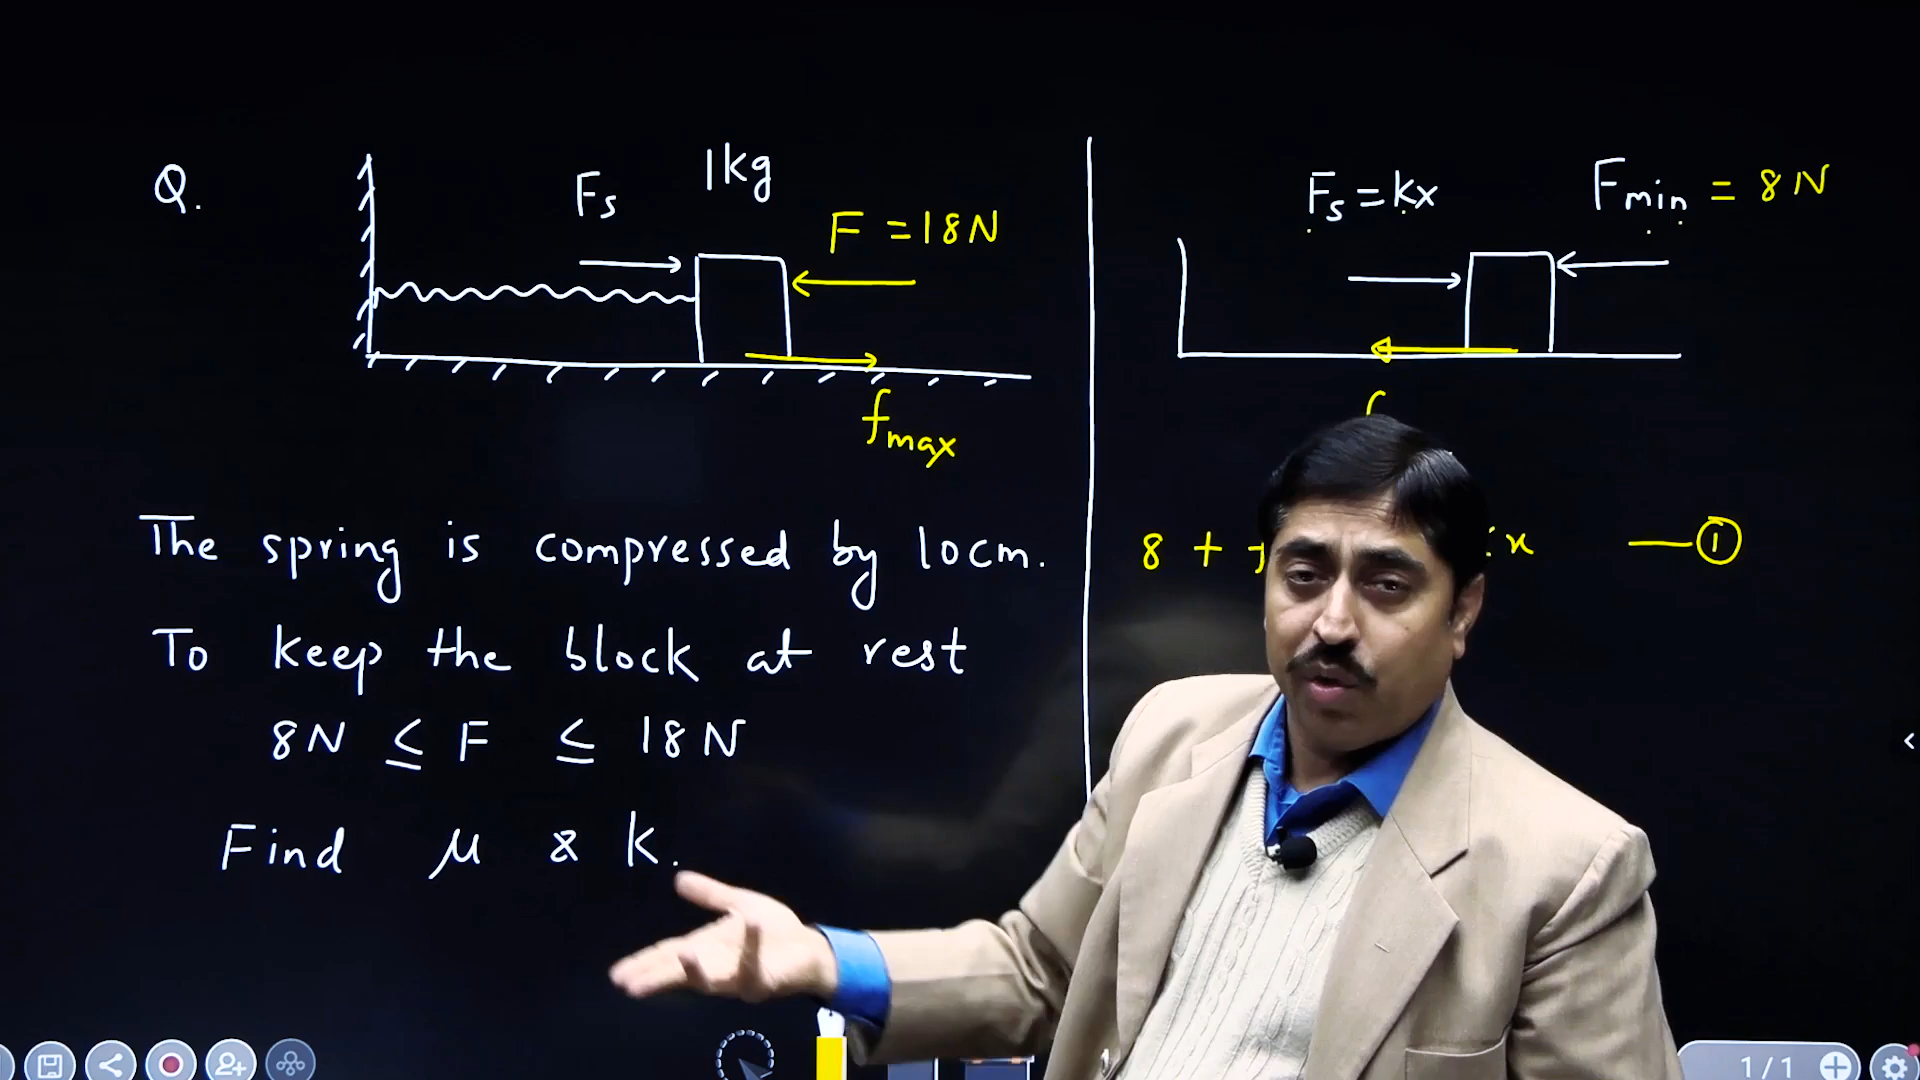 Q.
1kg
Fs
F = 18N
fmax
The spring is compressed by 10cm.
To keep the block at rest
8N ≤ F ≤ 18N
Find μ & k.
Fs = kx
Fmin = 8N
8 +
x — ①
1/1